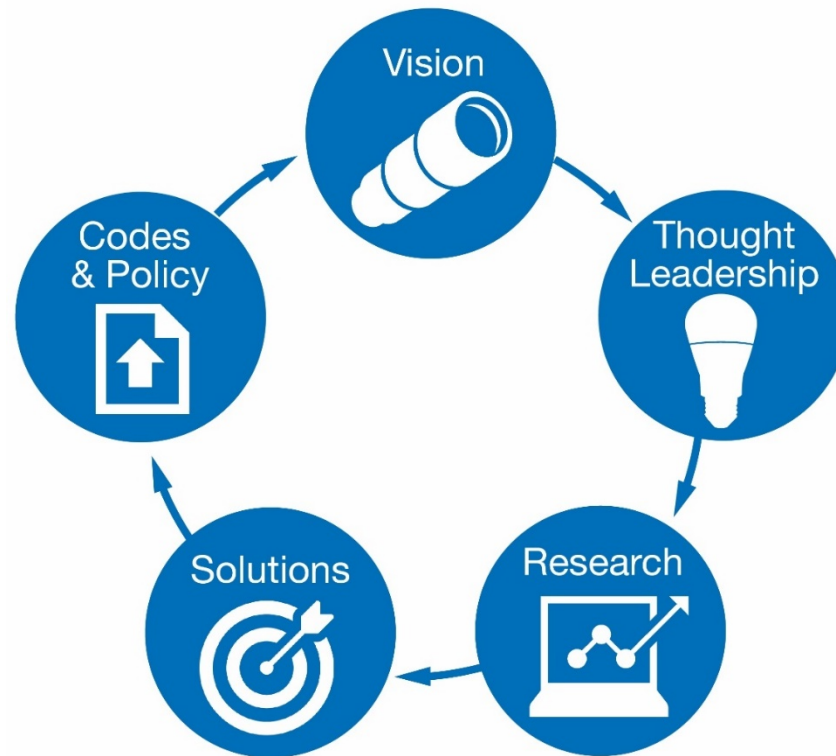 Vision
Thought
Leadership
Research
Solutions
Codes
& Policy